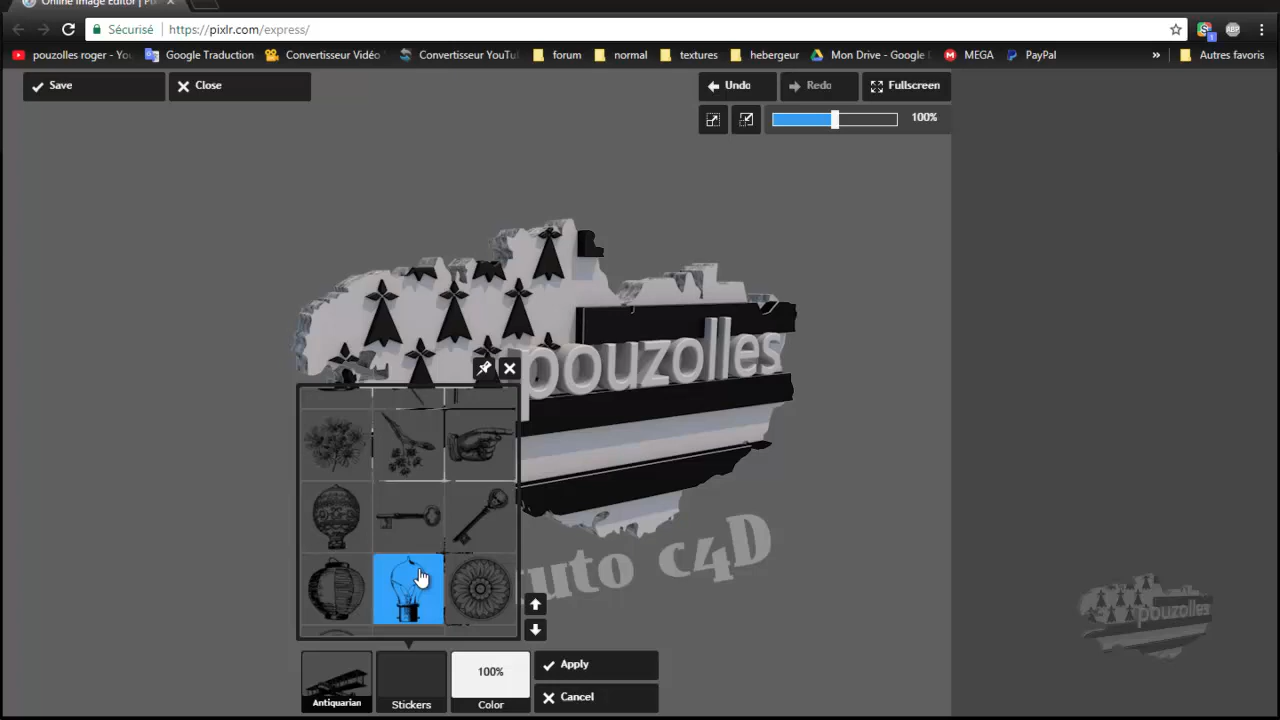 Online Image Editor | Pixlr
Sécurisé https://pixlr.com/express/
pouzolles roger - Yo Google Traduction Convertisseur Vidéo Convertisseur YouTu forum normal textures hebergeur Mon Drive - Google MEGA PayPal » Autres favoris
Save Close Undo Redo Fullscreen
100%
pouzolles
tuto c4D
pouzolles
100%
Antiquarian Stickers Color
Apply
Cancel